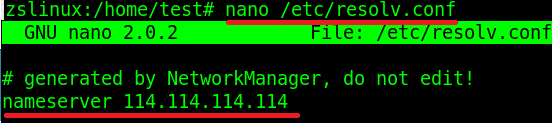 zslinux:/home/test# nano /etc/resolv.conf
GNU nano 2.0.2 File: /etc/resolv.conf
# generated by NetworkManager, do not edit!
nameserver 114.114.114.114